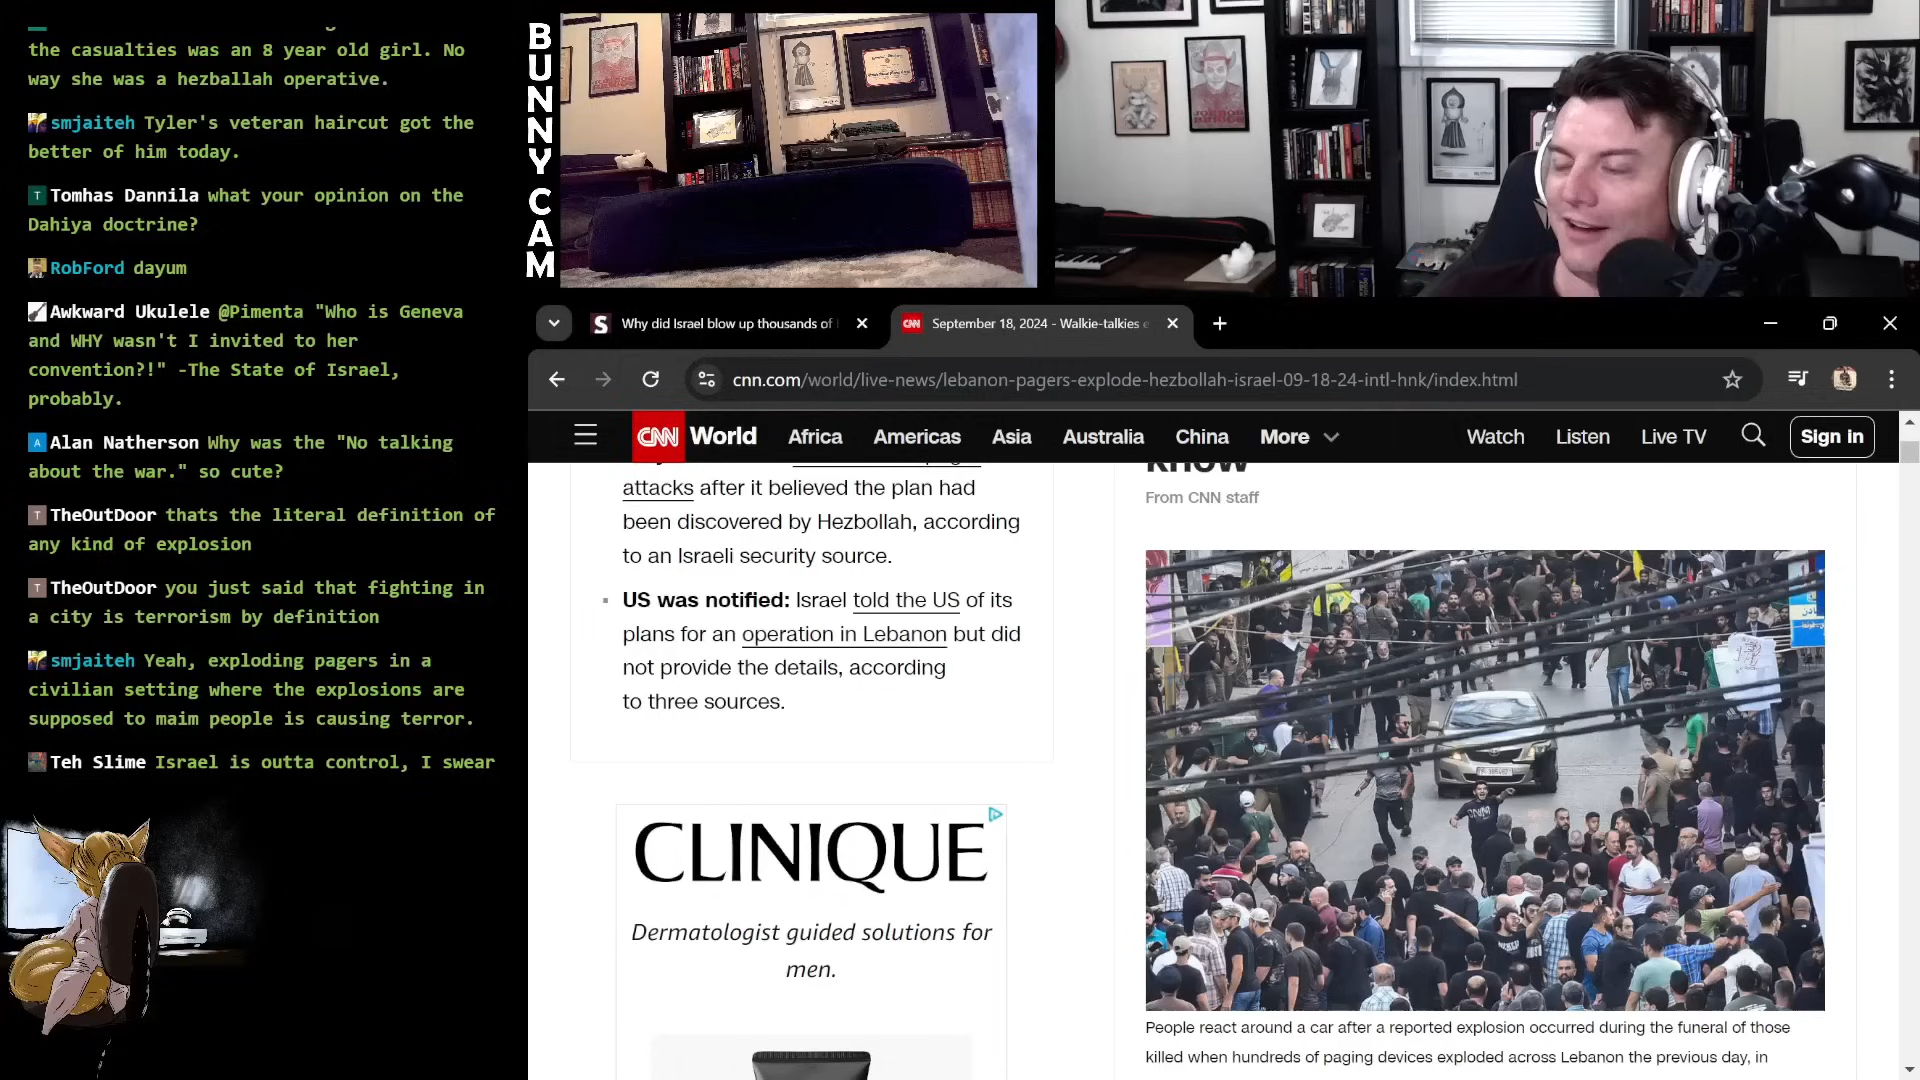 the casualties was an 8 year old girl. No
way she was a hezballah operative.
smjaiteh Tyler's veteran haircut got the
better of him today.
T Tomhas Dannila what your opinion on the
Dahiya doctrine?
RobFord dayum
Awkward Ukulele @Pimenta "Who is Geneva
and WHY wasn't I invited to her
convention?!" -The State of Israel,
probably.
A Alan Natherson Why was the "No talking
about the war." so cute?
T TheOutDoor thats the literal definition of
any kind of explosion
T TheOutDoor you just said that fighting in
a city is terrorism by definition
smjaiteh Yeah, exploding pagers in a
civilian setting where the explosions are
supposed to maim people is causing terror.
Teh Slime Israel is outta control, I swear
BUNNY CAM
S Why did Israel blow up thousands of
CNN September 18, 2024 - Walkie-talkies e
cnn.com/world/live-news/lebanon-pagers-explode-hezbollah-israel-09-18-24-intl-hnk/index.html
CNN World Africa Americas Asia Australia China More Watch Listen Live TV Sign in
attacks after it believed the plan had
been discovered by Hezbollah, according
to an Israeli security source.
US was notified: Israel told the US of its
plans for an operation in Lebanon but did
not provide the details, according
to three sources.
CLINIQUE
Dermatologist guided solutions for
men.
know
From CNN staff
People react around a car after a reported explosion occurred during the funeral of those
killed when hundreds of paging devices exploded across Lebanon the previous day, in